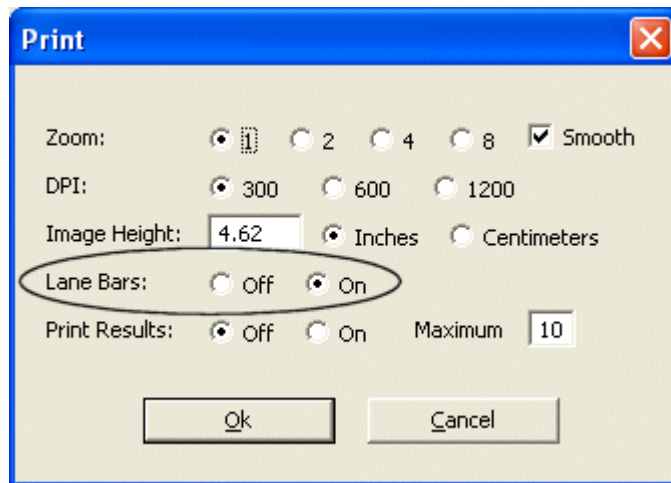 Print
Zoom: 1 2 4 8 Smooth
DPI: 300 600 1200
Image Height: 4.62 Inches Centimeters
Lane Bars: Off On
Print Results: Off On Maximum 10
Ok Cancel